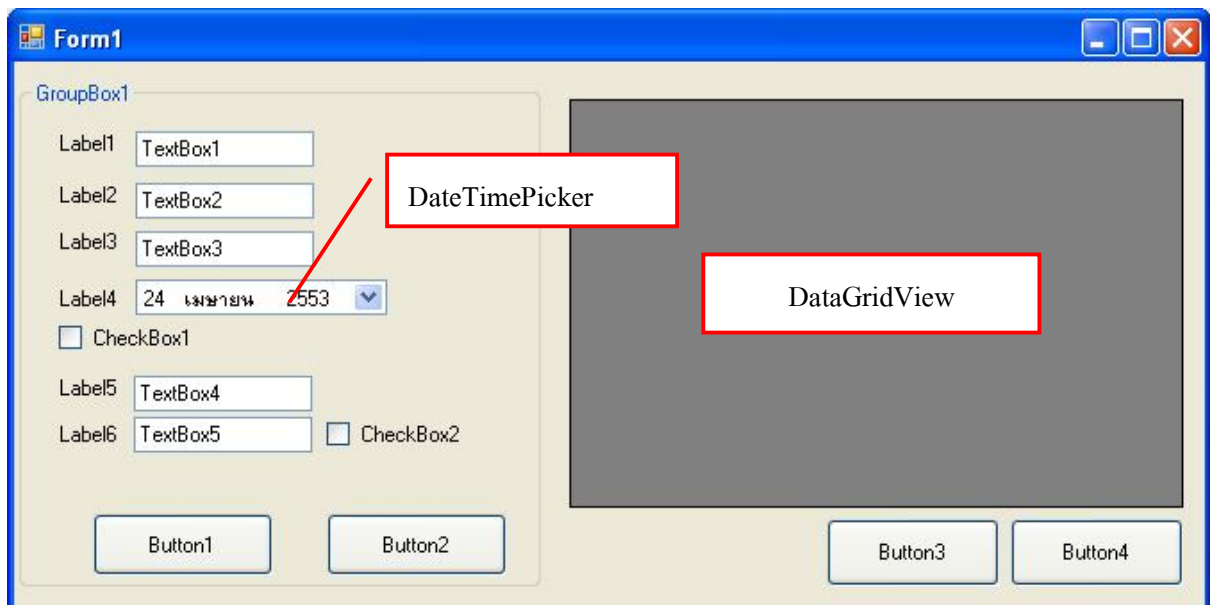 Form1
GroupBox1
Label1 TextBox1
Label2 TextBox2
Label3 TextBox3
Label4 24 เมษายน 2553
CheckBox1
Label5 TextBox4
Label6 TextBox5 CheckBox2
Button1 Button2
DateTimePicker
DataGridView
Button3 Button4